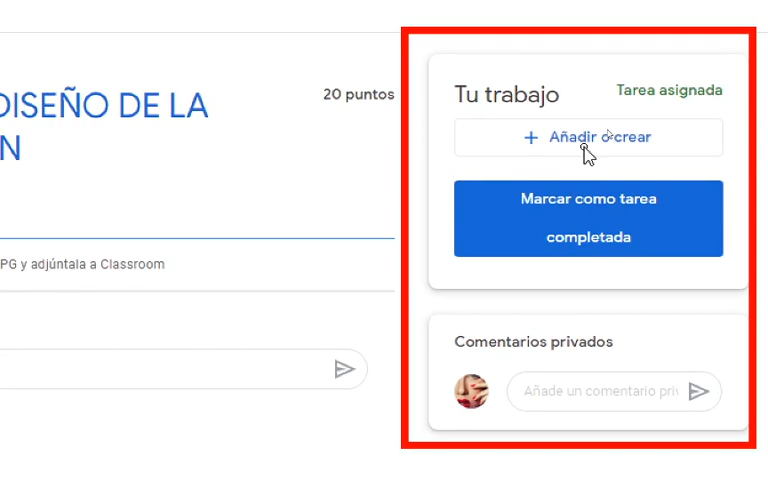 DISEÑO DE LA
N
20 puntos
PG y adjúntala a Classroom
Tu trabajo
Tarea asignada
+ Añadir o crear
Marcar como tarea
completada
Comentarios privados
Añade un comentario priv